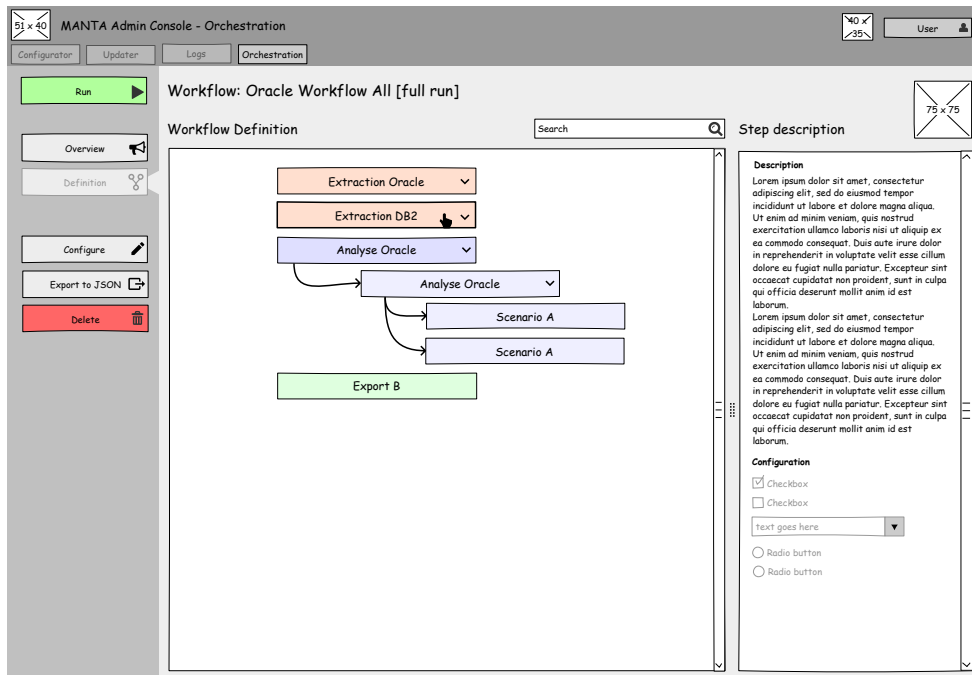 51 x 40
MANTA Admin Console - Orchestration
40 x 35
User
Configurator
Updater
Logs
Orchestration
Run
Workflow: Oracle Workflow All [full run]
75 x 75
Workflow Definition
Search
Step description
Overview
Definition
Configure
Export to JSON
Delete
Extraction Oracle
Extraction DB2
Analyse Oracle
Analyse Oracle
Scenario A
Scenario A
Export B
Description
Lorem ipsum dolor sit amet, consectetur
adipiscing elit, sed do eiusmod tempor
incididunt ut labore et dolore magna aliqua.
Ut enim ad minim veniam, quis nostrud
exercitation ullamco laboris nisi ut aliquip ex
ea commodo consequat. Duis aute irure dolor
in reprehenderit in voluptate velit esse cillum
dolore eu fugiat nulla pariatur. Excepteur sint
occaecat cupidatat non proident, sunt in culpa
qui officia deserunt mollit anim id est
laborum.
Lorem ipsum dolor sit amet, consectetur
adipiscing elit, sed do eiusmod tempor
incididunt ut labore et dolore magna aliqua.
Ut enim ad minim veniam, quis nostrud
exercitation ullamco laboris nisi ut aliquip ex
ea commodo consequat. Duis aute irure dolor
in reprehenderit in voluptate velit esse cillum
dolore eu fugiat nulla pariatur. Excepteur sint
occaecat cupidatat non proident, sunt in culpa
qui officia deserunt mollit anim id est
laborum.
Configuration
Checkbox
Checkbox
text goes here
Radio button
Radio button